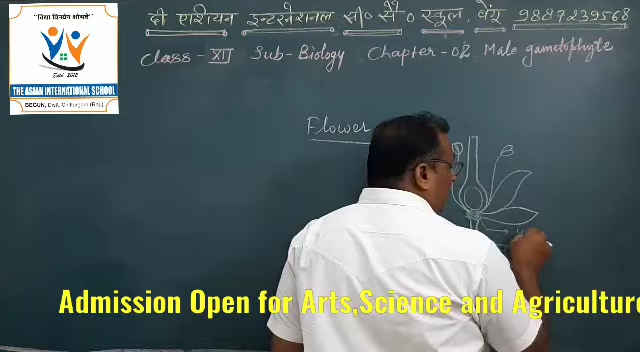 दी एशीयन इन्टरनेशनल सी० सै० स्कूल, बेंगू 9887239568
Class - XII Sub- Biology Chapter - 02 Male gametophyte
"शिक्षा विनयेन शोभते"
Estd 2012
THE ASIAN INTERNATIONAL SCHOOL
BEGUN, Distt. Chittorgarh (Raj.)
Flower
Admission Open for Arts,Science and Agriculture